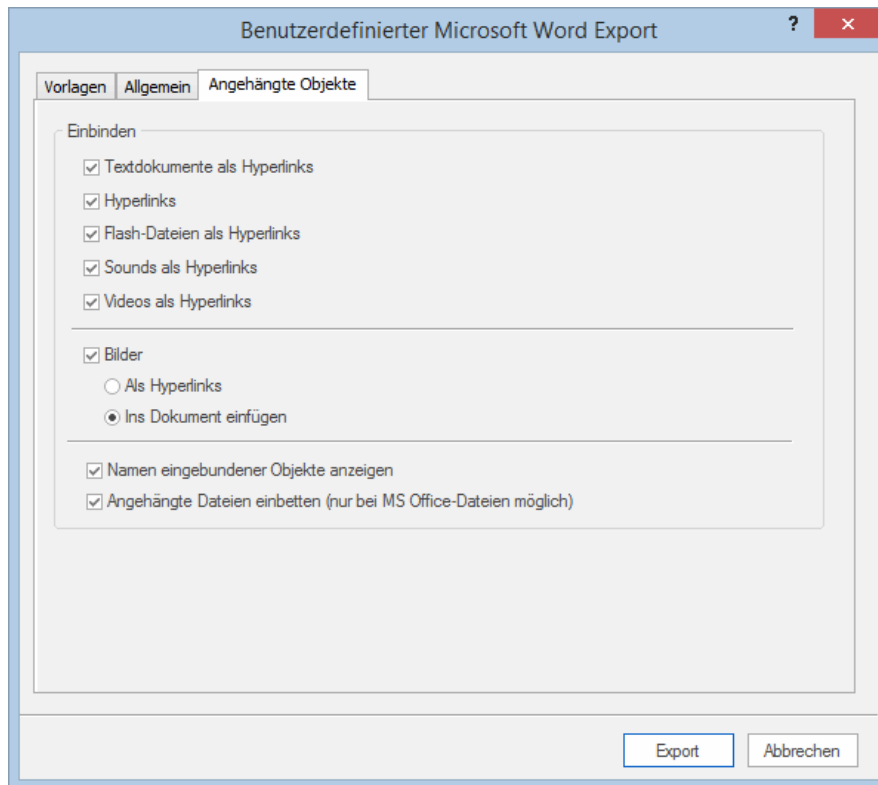 Benutzerdefinierter Microsoft Word Export
?
Vorlagen Allgemein Angehängte Objekte
Einbinden
Textdokumente als Hyperlinks
Hyperlinks
Flash-Dateien als Hyperlinks
Sounds als Hyperlinks
Videos als Hyperlinks
Bilder
Als Hyperlinks
Ins Dokument einfügen
Namen eingebundener Objekte anzeigen
Angehängte Dateien einbetten (nur bei MS Office-Dateien möglich)
Export Abbrechen